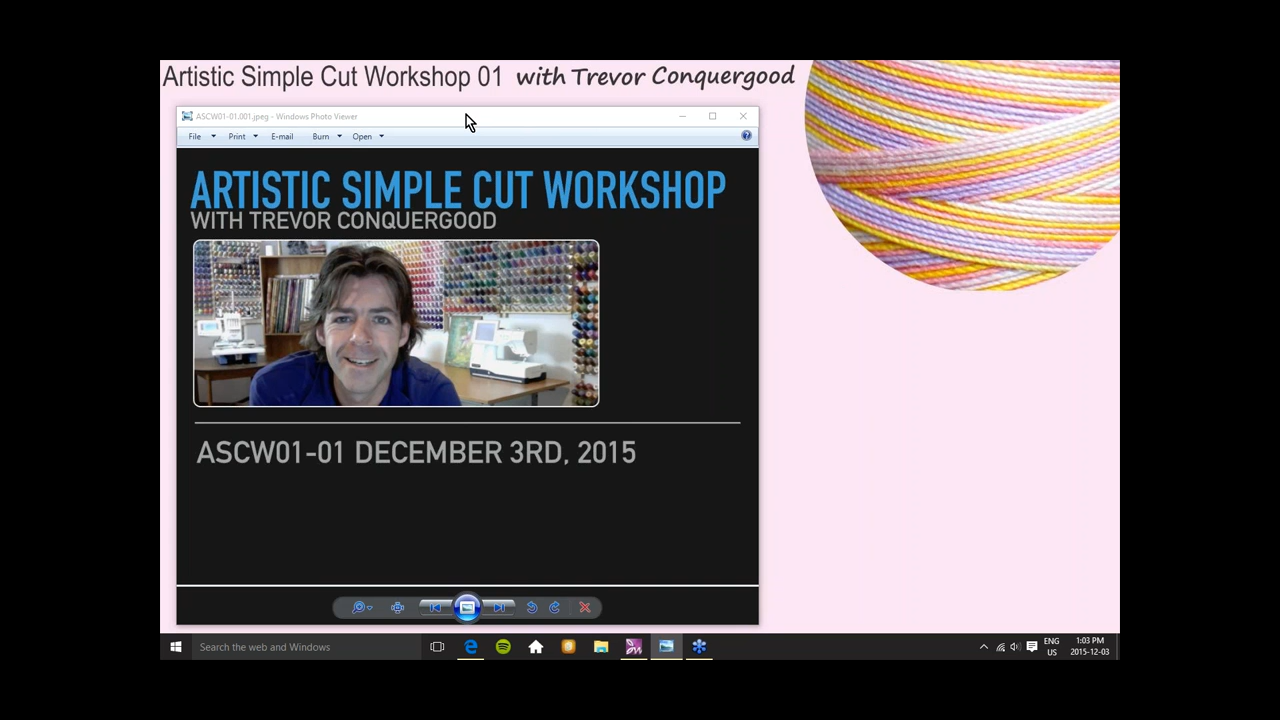 Artistic Simple Cut Workshop 01 with Trevor Conquergood
ASCW01-01.001.jpeg - Windows Photo Viewer
File Print E-mail Burn Open
ARTISTIC SIMPLE CUT WORKSHOP
WITH TREVOR CONQUERGOOD
ASCW01-01 DECEMBER 3RD, 2015
Search the web and Windows
ENG
US
1:03 PM
2015-12-03